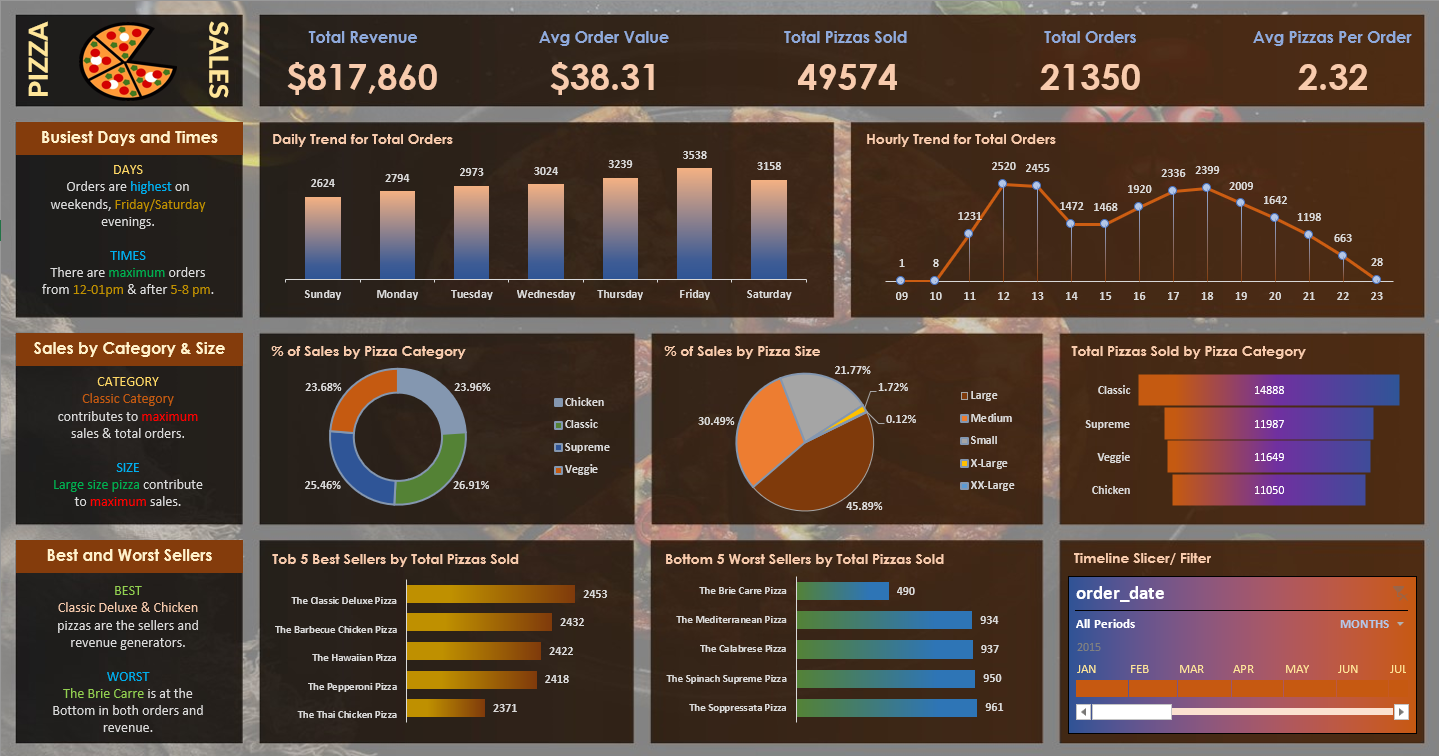 PIZZA
SALES
Total Revenue
$817,860
Avg Order Value
$38.31
Total Pizzas Sold
49574
Total Orders
21350
Avg Pizzas Per Order
2.32
Busiest Days and Times
DAYS
Orders are highest on
weekends, Friday/Saturday
evenings.
TIMES
There are maximum orders
from 12-01pm & after 5-8 pm.
Daily Trend for Total Orders
2624
2794
2973
3024
3239
3538
3158
Sunday
Monday
Tuesday
Wednesday
Thursday
Friday
Saturday
Hourly Trend for Total Orders
1
8
1231
2520
2455
1472
1468
1920
2336
2399
2009
1642
1198
663
28
09
10
11
12
13
14
15
16
17
18
19
20
21
22
23
Sales by Category & Size
CATEGORY
Classic Category
contributes to maximum
sales & total orders.
SIZE
Large size pizza contribute
to maximum sales.
% of Sales by Pizza Category
23.68%
23.96%
25.46%
26.91%
Chicken
Classic
Supreme
Veggie
% of Sales by Pizza Size
21.77%
1.72%
0.12%
30.49%
45.89%
Large
Medium
Small
X-Large
XX-Large
Total Pizzas Sold by Pizza Category
Classic 14888
Supreme 11987
Veggie 11649
Chicken 11050
Best and Worst Sellers
BEST
Classic Deluxe & Chicken
pizzas are the sellers and
revenue generators.
WORST
The Brie Carre is at the
Bottom in both orders and
revenue.
Tob 5 Best Sellers by Total Pizzas Sold
The Classic Deluxe Pizza 2453
The Barbecue Chicken Pizza 2432
The Hawaiian Pizza 2422
The Pepperoni Pizza 2418
The Thai Chicken Pizza 2371
Bottom 5 Worst Sellers by Total Pizzas Sold
The Brie Carre Pizza 490
The Mediterranean Pizza 934
The Calabrese Pizza 937
The Spinach Supreme Pizza 950
The Soppressata Pizza 961
Timeline Slicer/ Filter
order_date
All Periods MONTHS
2015
JAN FEB MAR APR MAY JUN JUL